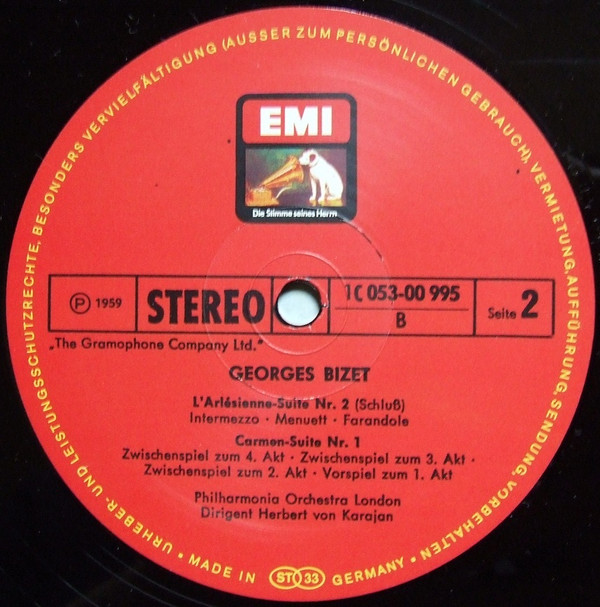 URHEBER- UND LEISTUNGSSCHUTZRECHTE, BESONDERS VERVIELFÄLTIGUNG (AUSSER ZUM PERSÖNLICHEN GEBRAUCH), VERMIETUNG, AUFFÜHRUNG, SENDUNG, VORBEHALTEN •
EMI
Die Stimme seines Herrn
Ⓟ 1959
STEREO
1C 053-00 995
B
Seite 2
„The Gramophone Company Ltd."
GEORGES BIZET
L'Arlésienne-Suite Nr. 2 (Schluß)
Intermezzo · Menuett · Farandole
Carmen-Suite Nr. 1
Zwischenspiel zum 4. Akt · Zwischenspiel zum 3. Akt ·
Zwischenspiel zum 2. Akt · Vorspiel zum 1. Akt
Philharmonia Orchestra London
Dirigent Herbert von Karajan
• MADE IN ST 33 GERMANY •